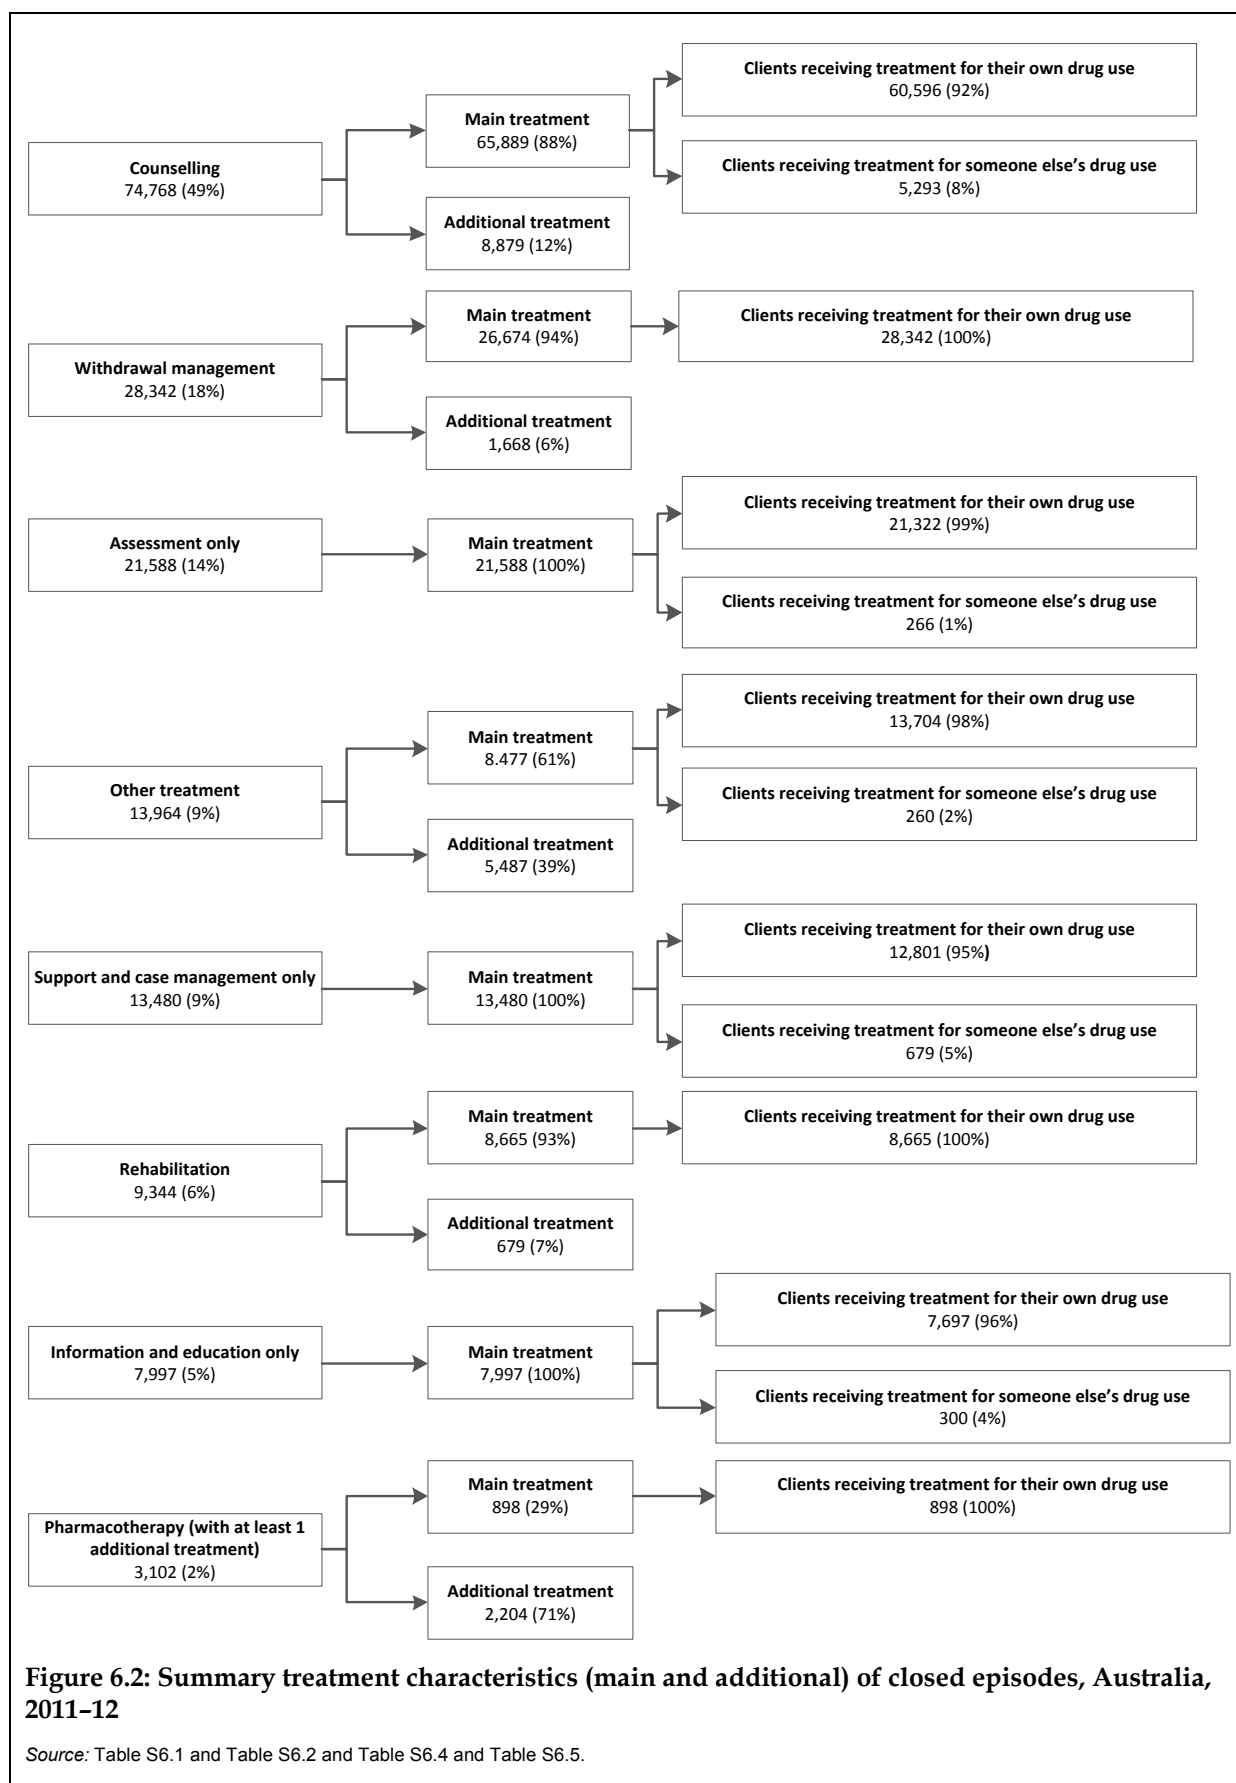 Clients receiving treatment for their own drug use
60,596 (92%)
Main treatment
65,889 (88%)
Counselling
74,768 (49%)
Clients receiving treatment for someone else's drug use
5,293 (8%)
Additional treatment
8,879 (12%)
Main treatment
26,674 (94%)
Clients receiving treatment for their own drug use
28,342 (100%)
Withdrawal management
28,342 (18%)
Additional treatment
1,668 (6%)
Clients receiving treatment for their own drug use
21,322 (99%)
Assessment only
21,588 (14%)
Main treatment
21,588 (100%)
Clients receiving treatment for someone else's drug use
266 (1%)
Clients receiving treatment for their own drug use
13,704 (98%)
Main treatment
8.477 (61%)
Other treatment
13,964 (9%)
Clients receiving treatment for someone else's drug use
260 (2%)
Additional treatment
5,487 (39%)
Clients receiving treatment for their own drug use
12,801 (95%)
Support and case management only
13,480 (9%)
Main treatment
13,480 (100%)
Clients receiving treatment for someone else's drug use
679 (5%)
Main treatment
8,665 (93%)
Clients receiving treatment for their own drug use
8,665 (100%)
Rehabilitation
9,344 (6%)
Additional treatment
679 (7%)
Clients receiving treatment for their own drug use
7,697 (96%)
Information and education only
7,997 (5%)
Main treatment
7,997 (100%)
Clients receiving treatment for someone else's drug use
300 (4%)
Main treatment
898 (29%)
Clients receiving treatment for their own drug use
898 (100%)
Pharmacotherapy (with at least 1
additional treatment)
3,102 (2%)
Additional treatment
2,204 (71%)
Figure 6.2: Summary treatment characteristics (main and additional) of closed episodes, Australia,
2011–12
Source: Table S6.1 and Table S6.2 and Table S6.4 and Table S6.5.